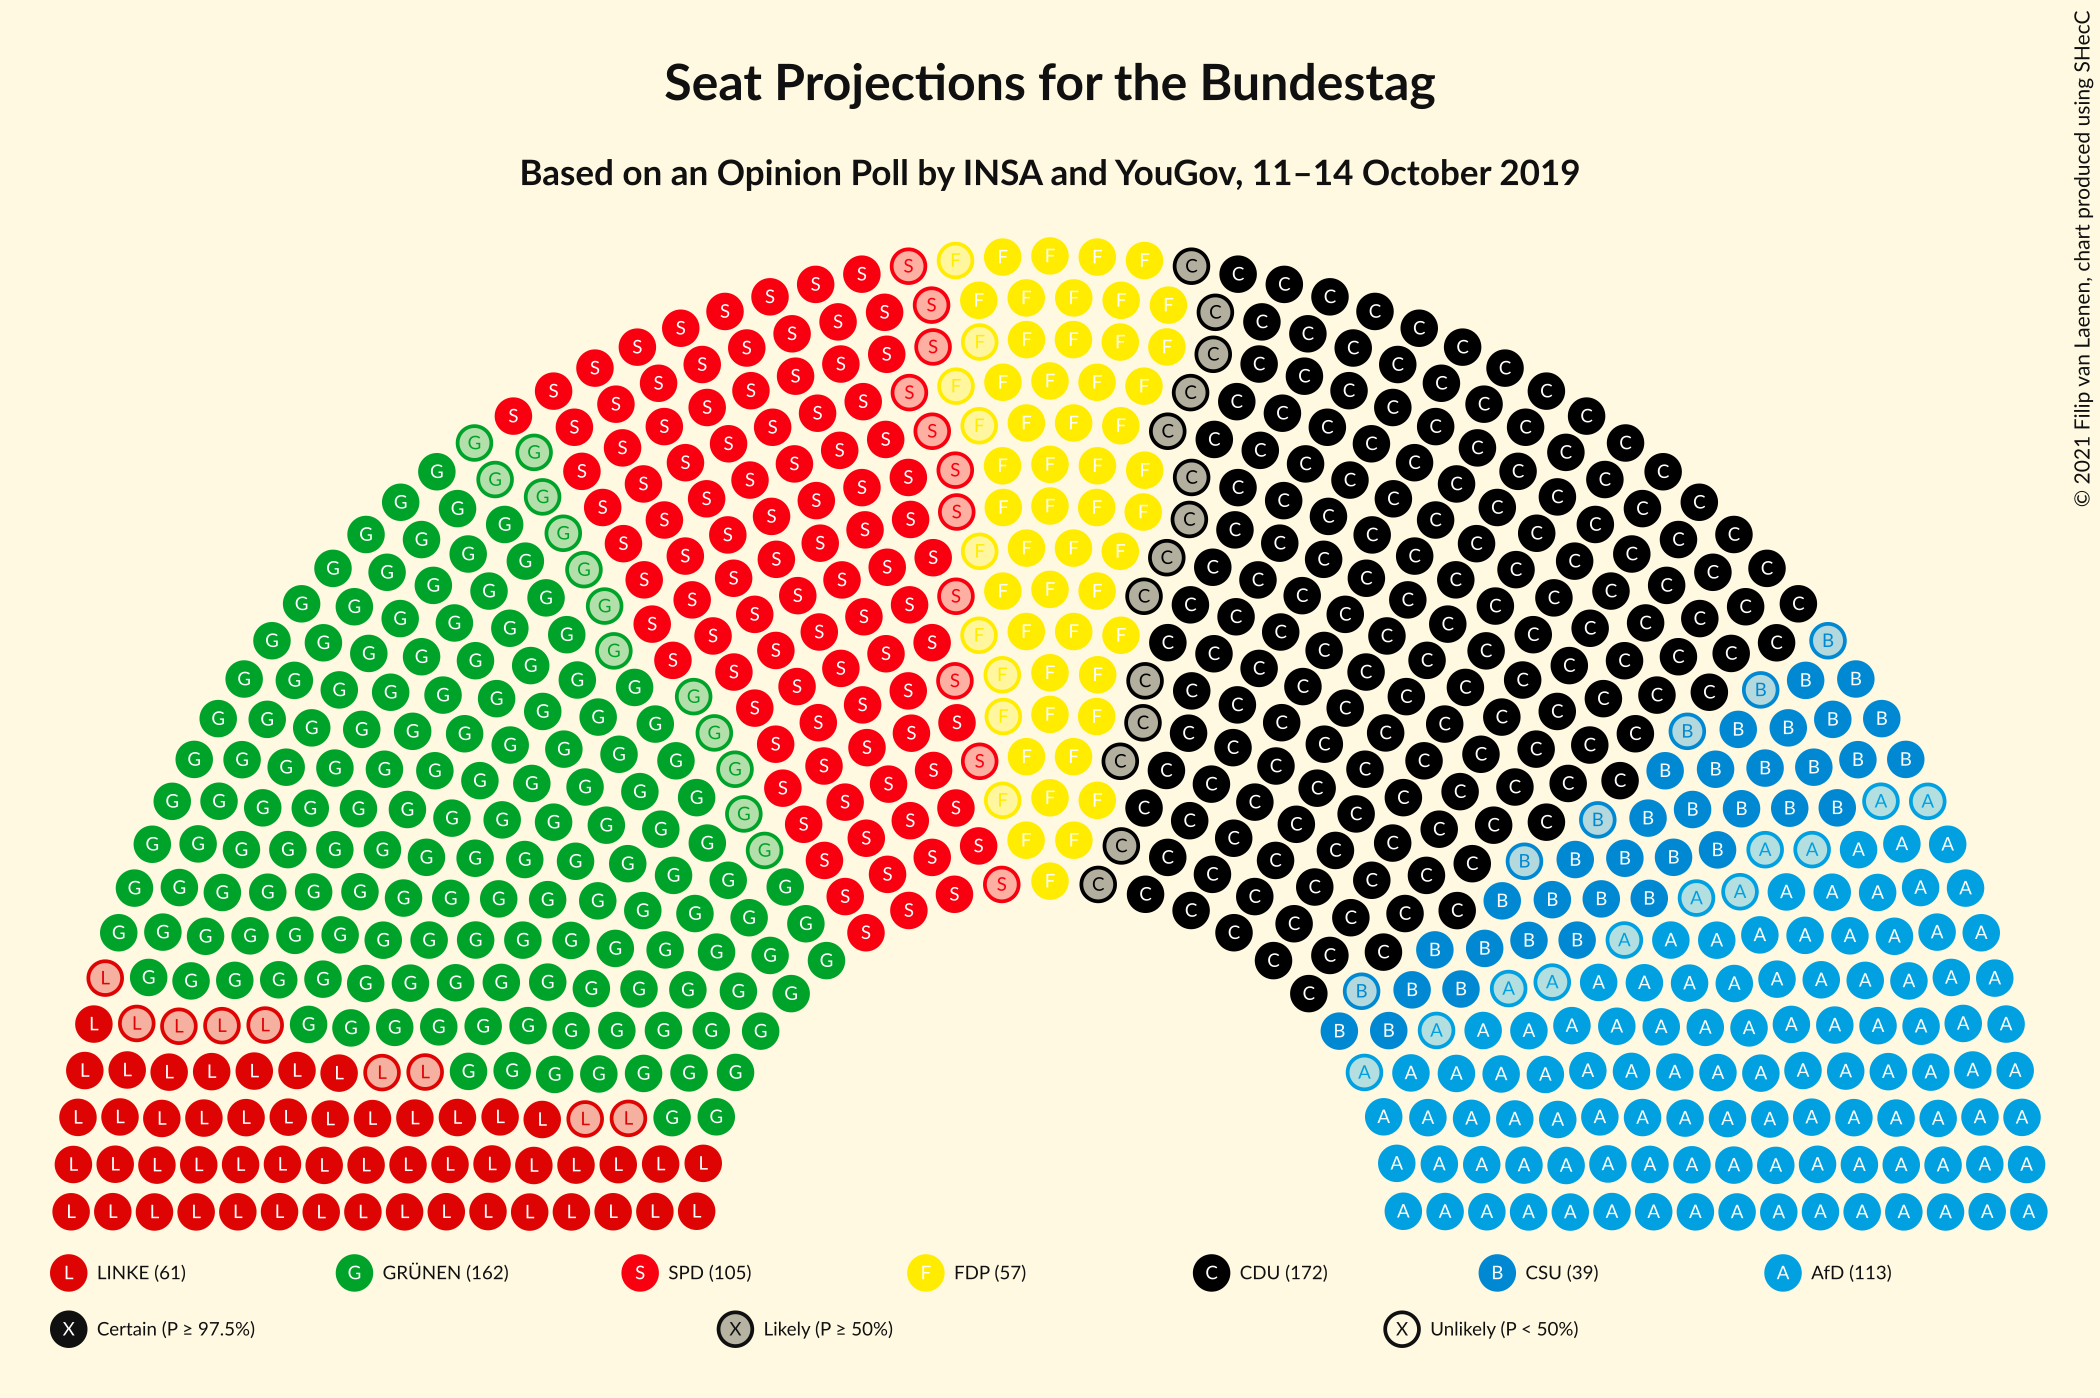 Seat Projections for the Bundestag
Based on an Opinion Poll by INSA and YouGov, 11–14 October 2019
© 2021 Filip van Laenen, chart produced using SHecC
L LINKE (61) G GRÜNEN (162) S SPD (105) F FDP (57) C CDU (172) B CSU (39) A AfD (113)
X Certain (P ≥ 97.5%) X Likely (P ≥ 50%) X Unlikely (P < 50%)